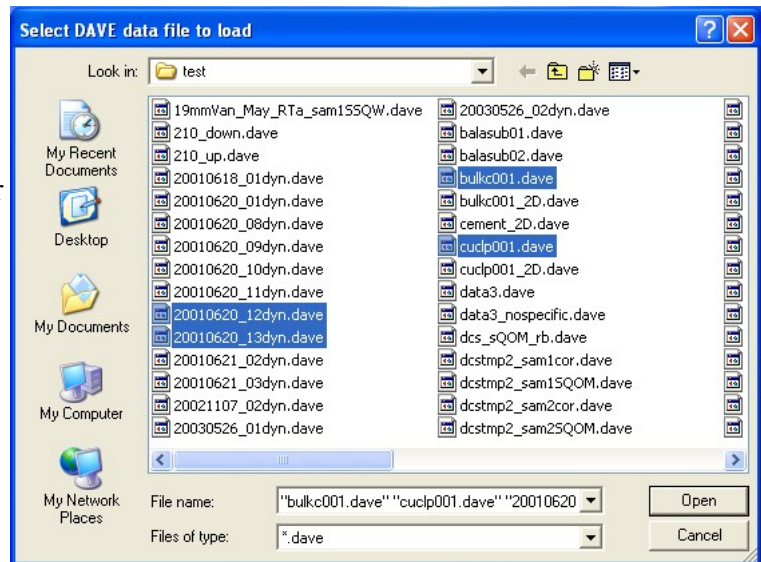 Select DAVE data file to load
Look in:
test
My Recent
Documents
Desktop
My Documents
My Computer
My Network
Places
19mmVan_May_RTa_sam1SSQW.dave
210_down.dave
210_up.dave
20010618_01dyn.dave
20010620_01dyn.dave
20010620_08dyn.dave
20010620_09dyn.dave
20010620_10dyn.dave
20010620_11dyn.dave
20010620_12dyn.dave
20010620_13dyn.dave
20010621_02dyn.dave
20010621_03dyn.dave
20021107_02dyn.dave
20030526_01dyn.dave
20030526_02dyn.dave
balasub01.dave
balasub02.dave
bulkc001.dave
bulkc001_2D.dave
cement_2D.dave
cuclp001.dave
cuclp001_2D.dave
data3.dave
data3_nospecific.dave
dcs_sQOM_rb.dave
dcstmp2_sam1cor.dave
dcstmp2_sam1SQOM.dave
dcstmp2_sam2cor.dave
dcstmp2_sam2SQOM.dave
File name:
"bulkc001.dave" "cuclp001.dave" "20010620
Open
Files of type:
*.dave
Cancel